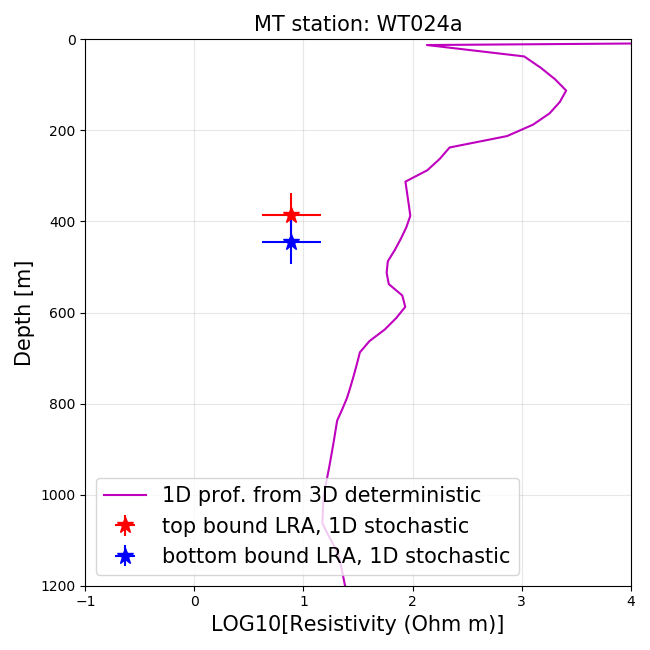 MT station: WT024a
0
200
400
600
800
1000
1200
Depth [m]
1D prof. from 3D deterministic
top bound LRA, 1D stochastic
bottom bound LRA, 1D stochastic
−1 0 1 2 3 4
LOG10[Resistivity (Ohm m)]